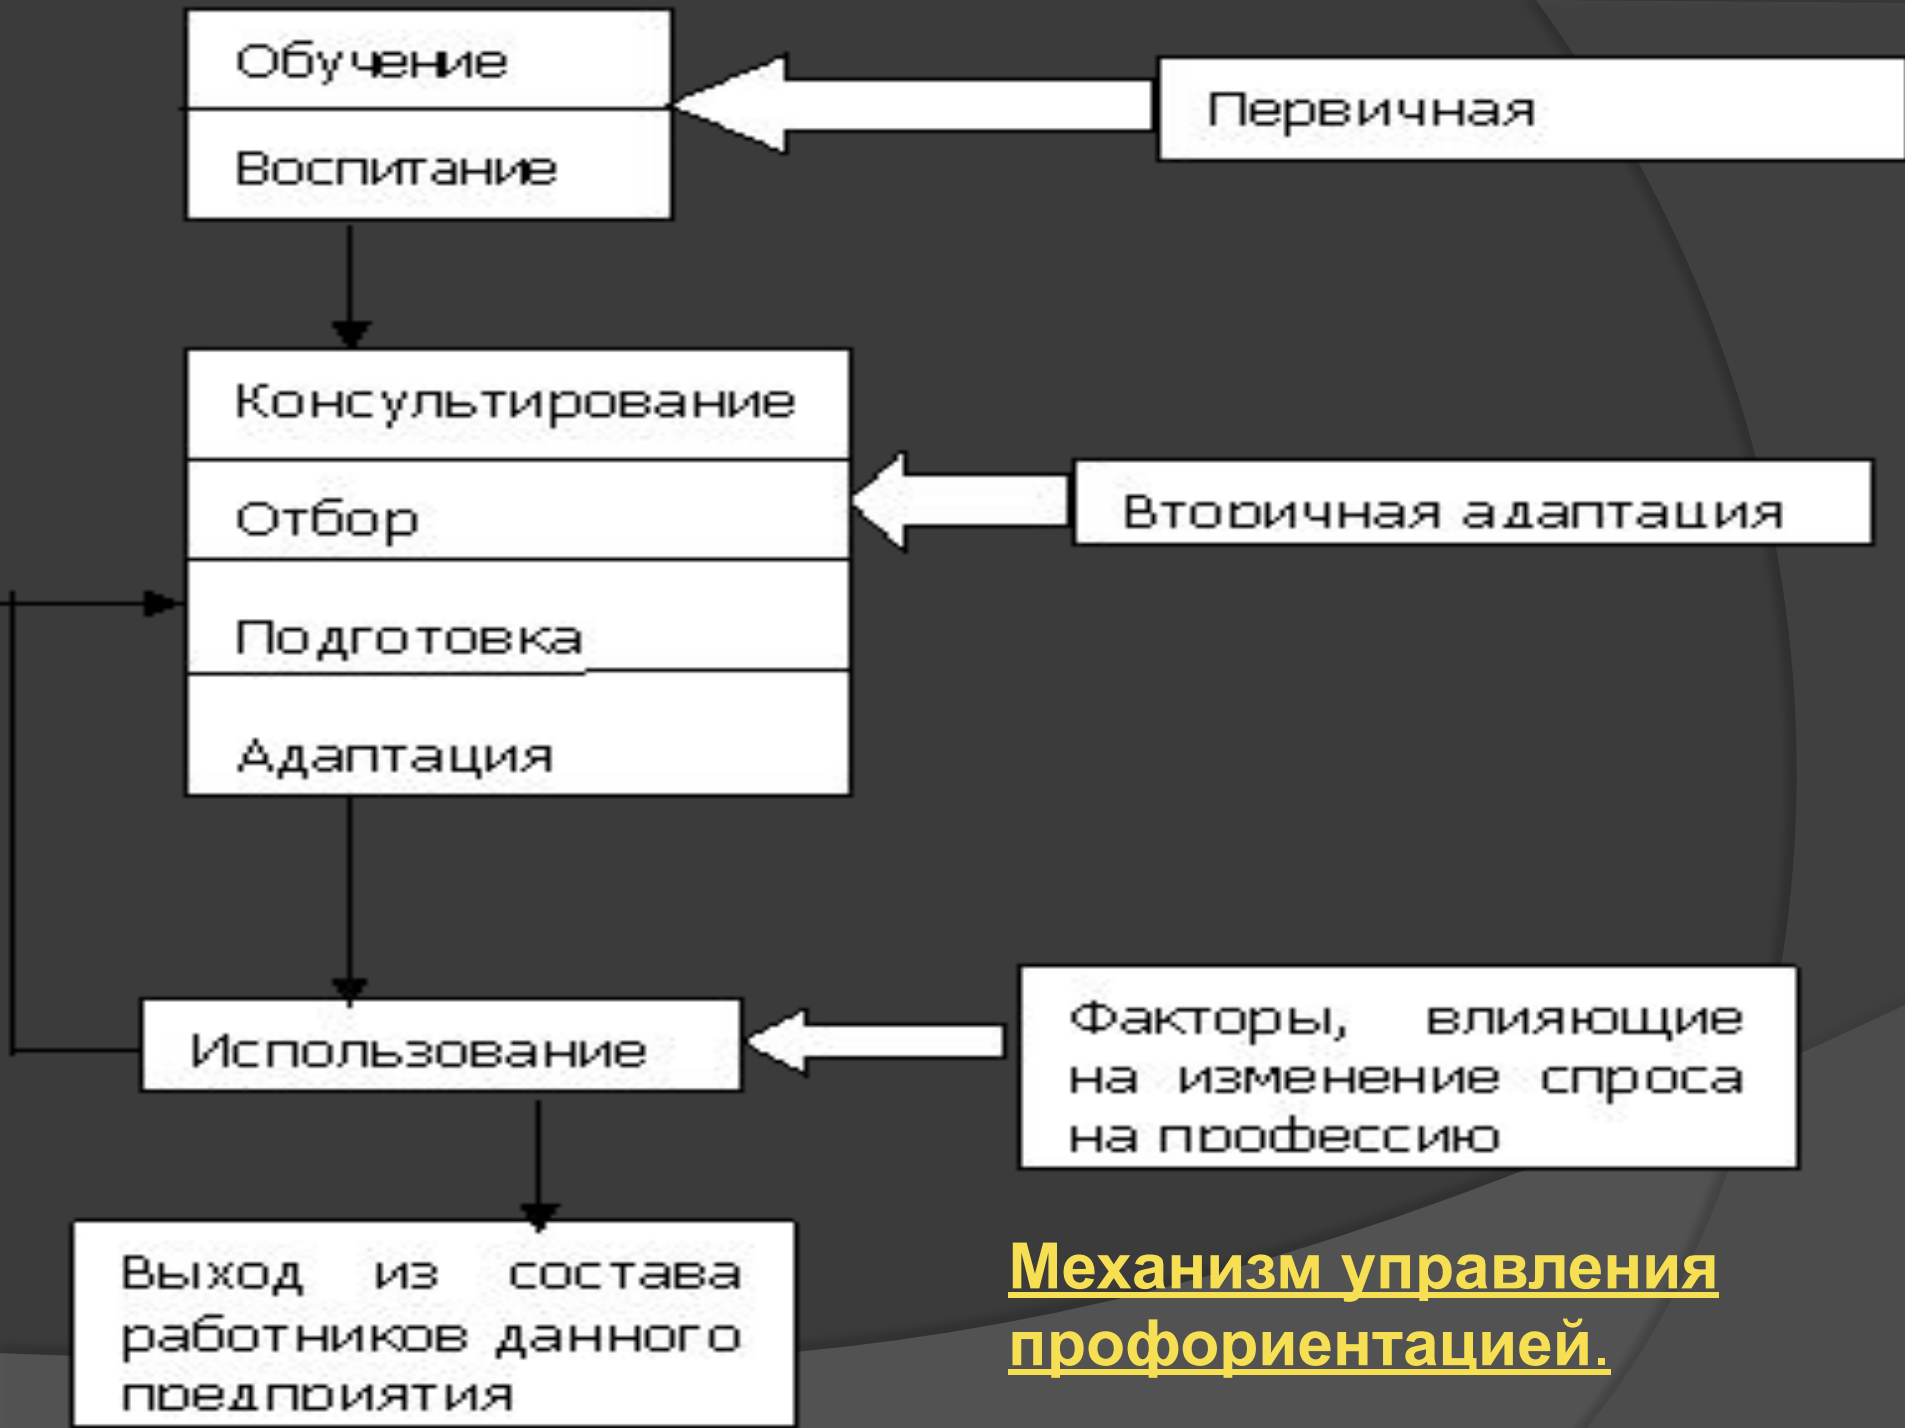 Обучение
Воспитание
Первичная
Консультирование
Отбор
Подготовка
Адаптация
Вторичная адаптация
Использование
Факторы, влияющие
на изменение спроса
на профессию
Выход из состава
работников данного
предприятия
Механизм управления
профориентацией.